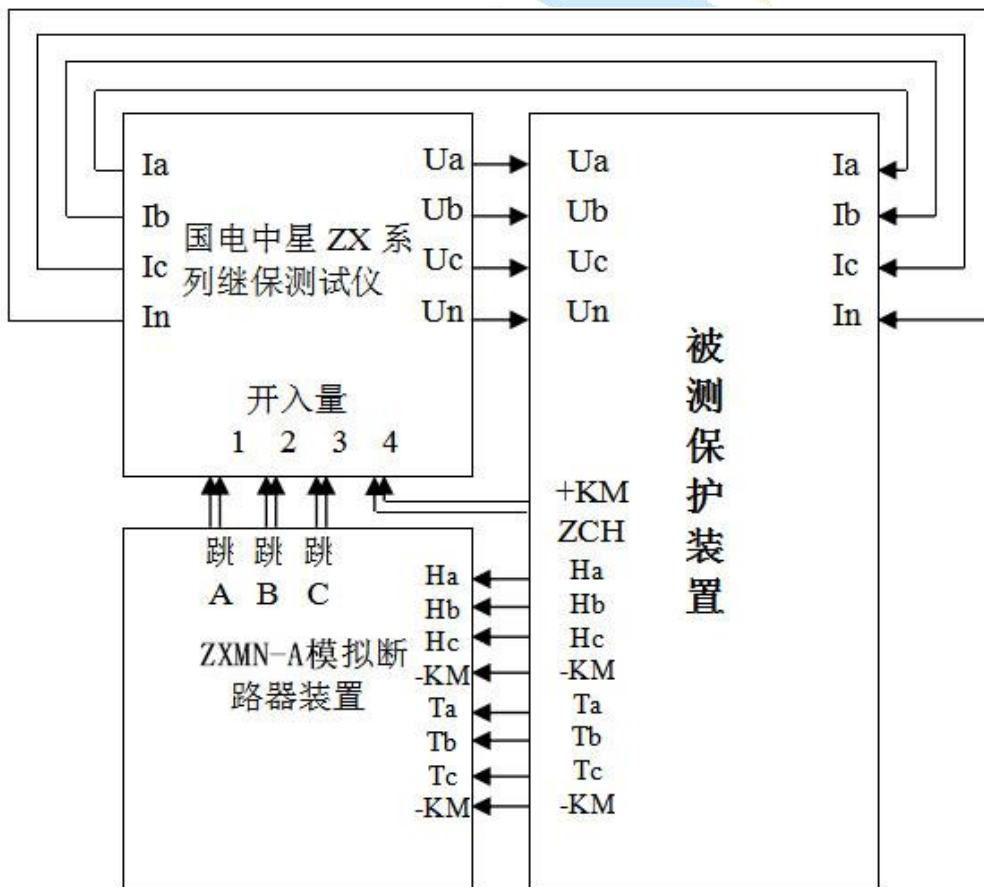 Ia
Ib
Ic
In
国电中星 ZX 系
列继保测试仪
Ua
Ub
Uc
Un
开入量
1 2 3 4
Ua
Ub
Uc
Un
Ia
Ib
Ic
In
被测保护装置
+KM
ZCH
Ha
Hb
Hc
-KM
Ta
Tb
Tc
-KM
跳 跳 跳
A B C
ZXMN-A模拟断
路器装置
Ha
Hb
Hc
-KM
Ta
Tb
Tc
-KM